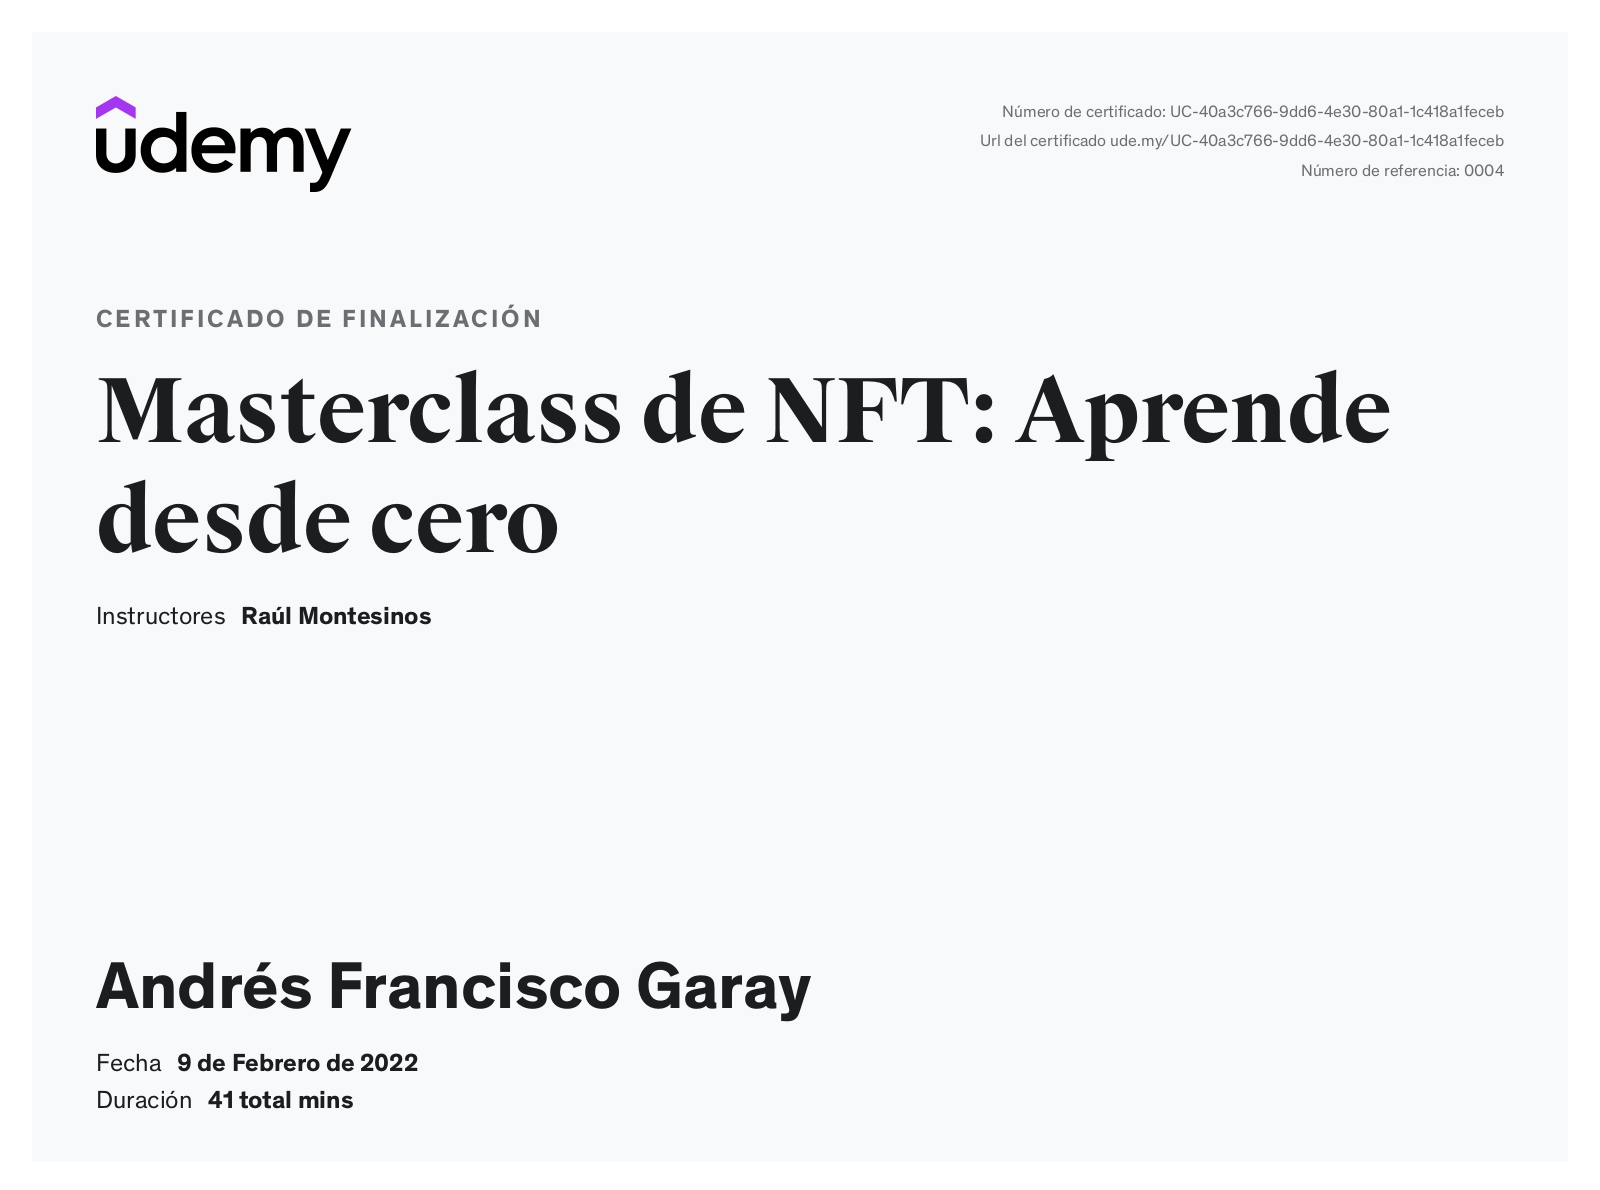 udemy
Número de certificado: UC-40a3c766-9dd6-4e30-80a1-1c418a1feceb
Url del certificado ude.my/UC-40a3c766-9dd6-4e30-80a1-1c418a1feceb
Número de referencia: 0004
CERTIFICADO DE FINALIZACIÓN
Masterclass de NFT: Aprende
desde cero
Instructores Raúl Montesinos
Andrés Francisco Garay
Fecha 9 de Febrero de 2022
Duración 41 total mins